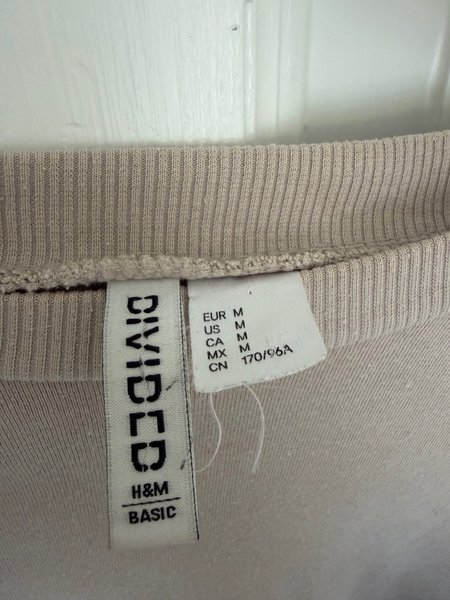 DIVIDED
H&M
BASIC
EUR M
US M
CA M
MX M
CN 170/96A